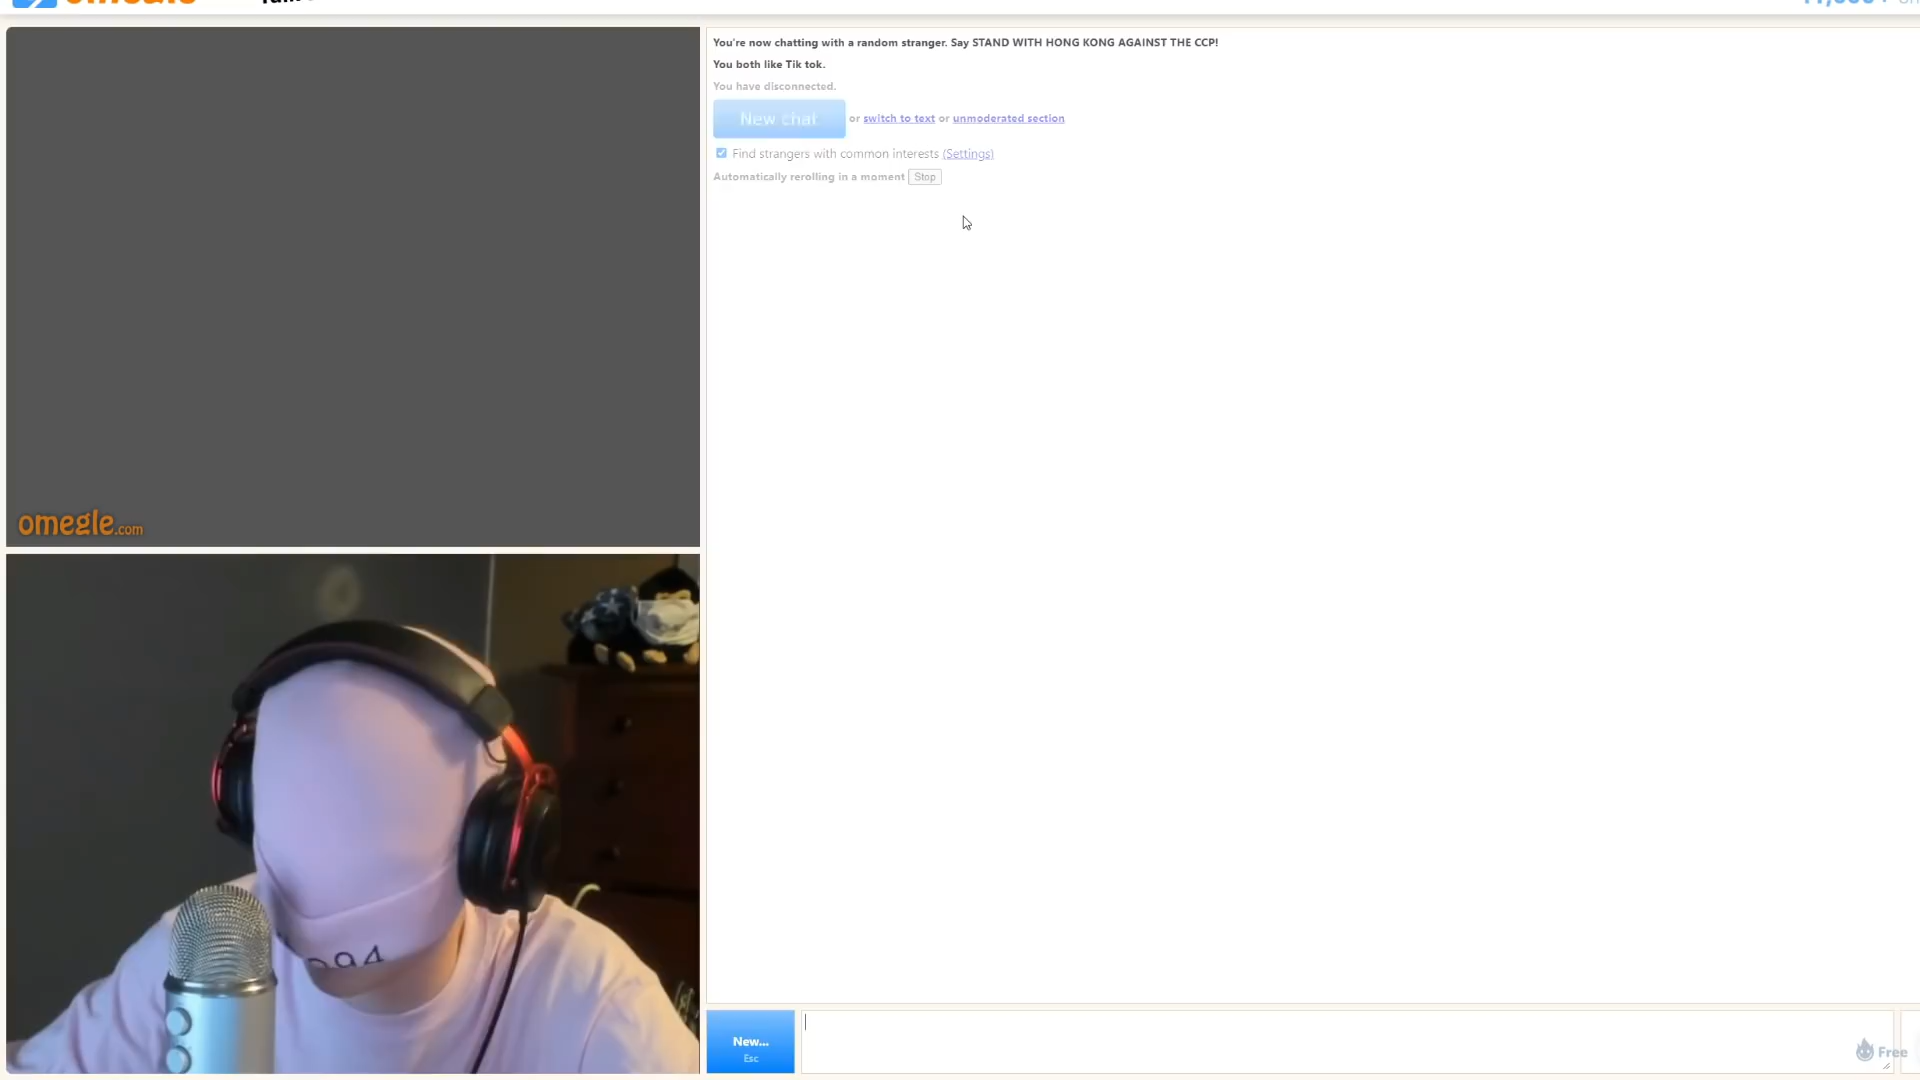 omegle
You're now chatting with a random stranger. Say STAND WITH HONG KONG AGAINST THE CCP!
You both like Tik tok.
You have disconnected.
New chat or switch to text or unmoderated section
Find strangers with common interests (Settings)
Automatically rerolling in a moment Stop
omegle.com
94
New...
Esc
Free